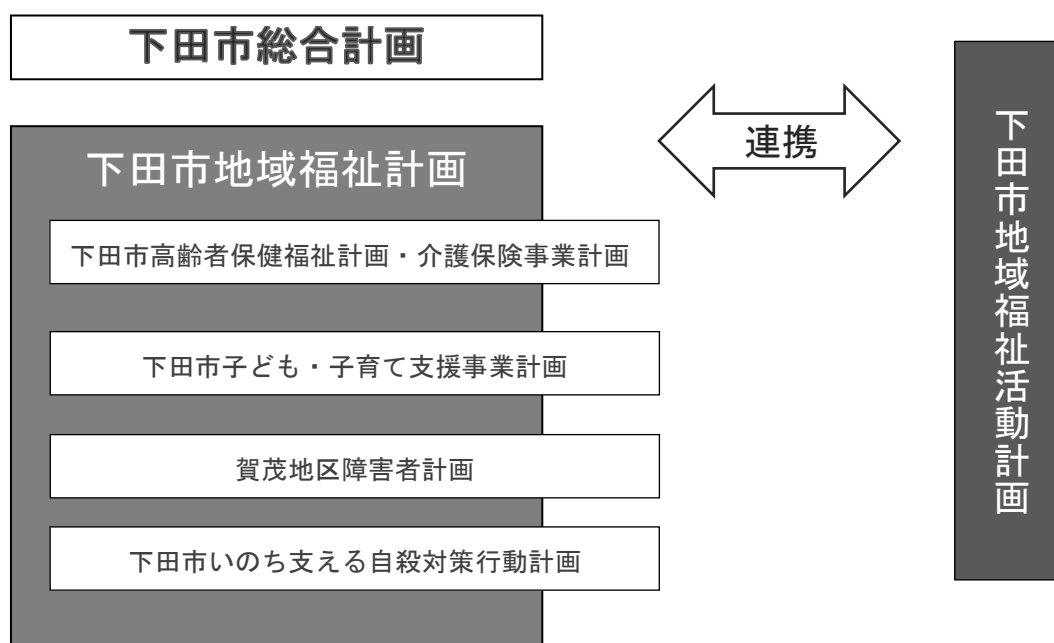 下田市総合計画
下田市地域福祉計画
下田市高齢者保健福祉計画・介護保険事業計画
下田市子ども・子育て支援事業計画
賀茂地区障害者計画
下田市いのち支える自殺対策行動計画
連携
下田市地域福祉活動計画